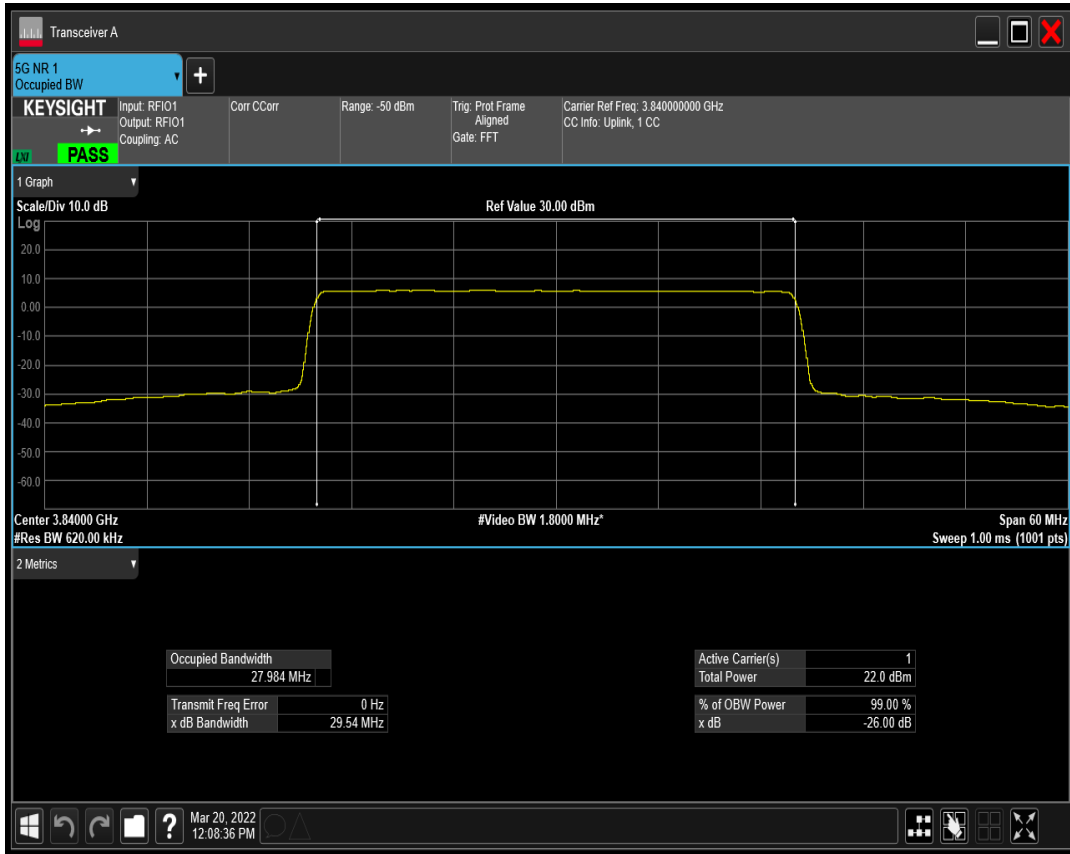 Transceiver A
5G NR 1
Occupied BW
+
KEYSIGHT
LXI
PASS
Input: RFIO1
Output: RFIO1
Coupling: AC
Corr CCorr
Range: -50 dBm
Trig: Prot Frame
Aligned
Gate: FFT
Carrier Ref Freq: 3.840000000 GHz
CC Info: Uplink, 1 CC
1 Graph
Scale/Div 10.0 dB
Ref Value 30.00 dBm
Log
20.0
10.0
0.00
-10.0
-20.0
-30.0
-40.0
-50.0
-60.0
Center 3.84000 GHz
#Video BW 1.8000 MHz*
Span 60 MHz
#Res BW 620.00 kHz
Sweep 1.00 ms (1001 pts)
2 Metrics
Occupied Bandwidth
27.984 MHz
Transmit Freq Error 0 Hz
x dB Bandwidth 29.54 MHz
Active Carrier(s) 1
Total Power 22.0 dBm
% of OBW Power 99.00 %
x dB -26.00 dB
?
Mar 20, 2022
12:08:36 PM